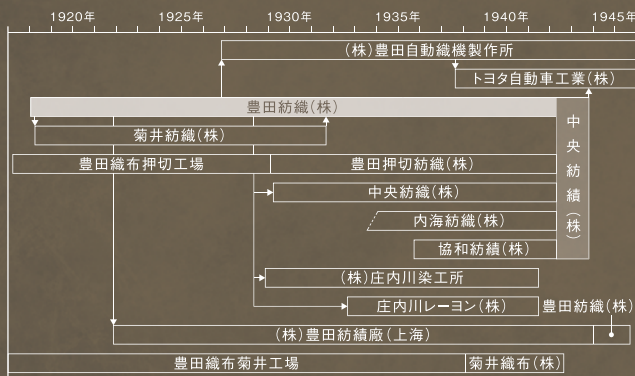 1920年 1925年 1930年 1935年 1940年 1945年
(株)豊田自動織機製作所
トヨタ自動車工業(株)
豊田紡織(株)
菊井紡織(株)
中央紡績(株)
豊田織布押切工場 豊田押切紡織(株)
中央紡織(株)
内海紡織(株)
協和紡績(株)
(株)庄内川染工所
庄内川レーヨン(株) 豊田紡織(株)
(株)豊田紡織廠(上海)
豊田織布菊井工場 菊井織布(株)